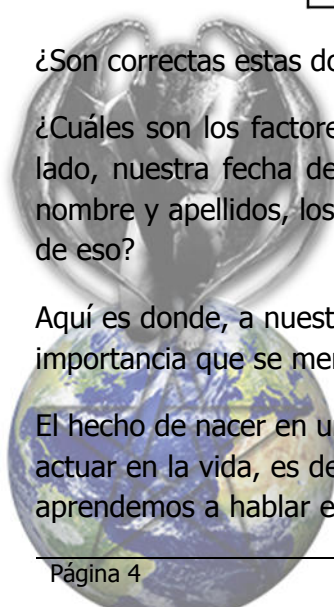 ¿Son correctas estas do
¿Cuáles son los factore
lado, nuestra fecha de
nombre y apellidos, los
de eso?
Aquí es donde, a nuest
importancia que se mer
El hecho de nacer en u
actuar en la vida, es de
aprendemos a hablar e
Página 4